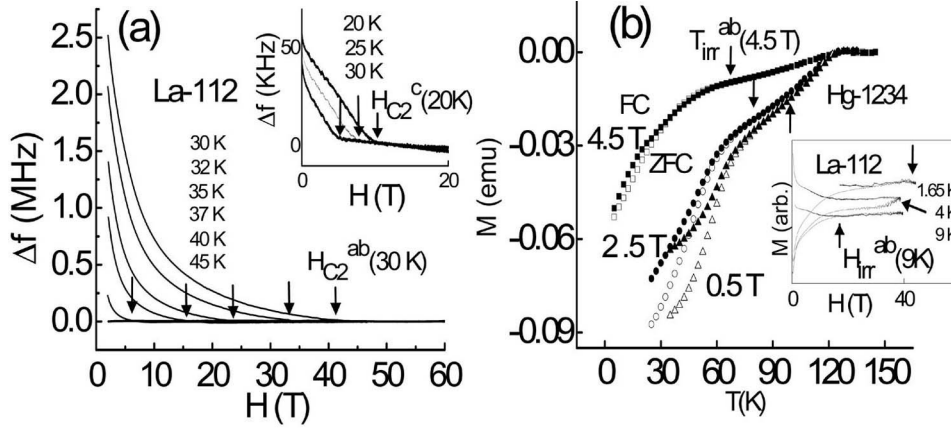 (a)
La-112
2.5
2.0
1.5
1.0
0.5
0.0
Δf (MHz)
30 K
32 K
35 K
37 K
40 K
45 K
H_C2^ab(30 K)
0 10 20 30 40 50 60
H (T)
20 K
25 K
30 K
50
0
Δf (KHz)
H_C2^c(20K)
0 20
H (T)
(b)
T_irr^ab(4.5 T)
0.00
-0.03
-0.06
-0.09
M (emu)
FC
4.5 T
ZFC
2.5 T
0.5 T
Hg-1234
0 30 60 90 120 150
T(K)
La-112
1.65K
4K
9K
M (arb.)
H_irr^ab(9K)
0 40
H (T)